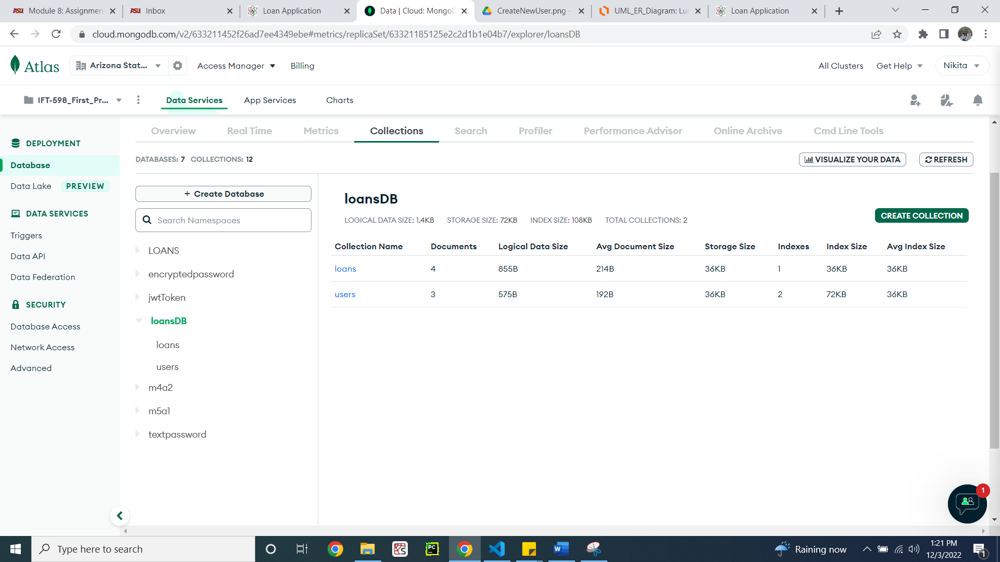 Module 8: Assignmen
Inbox
Loan Application
Data | Cloud: MongoD
CreateNewUser.png -
UML_ER_Diagram: Luc
Loan Application
cloud.mongodb.com/v2/633211452f26ad7ee4349ebe#metrics/replicaSet/63321185125e2c2d1b1e04b7/explorer/loansDB
Atlas
Arizona Stat...
Access Manager
Billing
All Clusters
Get Help
Nikita
IFT-598_First_Pr...
Data Services
App Services
Charts
DEPLOYMENT
Database
Data Lake PREVIEW
DATA SERVICES
Triggers
Data API
Data Federation
SECURITY
Database Access
Network Access
Advanced
Overview Real Time Metrics Collections Search Profiler Performance Advisor Online Archive Cmd Line Tools
DATABASES: 7 COLLECTIONS: 12
VISUALIZE YOUR DATA
REFRESH
+ Create Database
Search Namespaces
LOANS
encryptedpassword
jwtToken
loansDB
loans
users
m4a2
m5a1
textpassword
loansDB
LOGICAL DATA SIZE: 1.4KB STORAGE SIZE: 72KB INDEX SIZE: 108KB TOTAL COLLECTIONS: 2
CREATE COLLECTION
Collection Name Documents Logical Data Size Avg Document Size Storage Size Indexes Index Size Avg Index Size
loans 4 855B 214B 36KB 1 36KB 36KB
users 3 575B 192B 36KB 2 72KB 36KB
1
Type here to search
Raining now
1:21 PM
12/3/2022
1